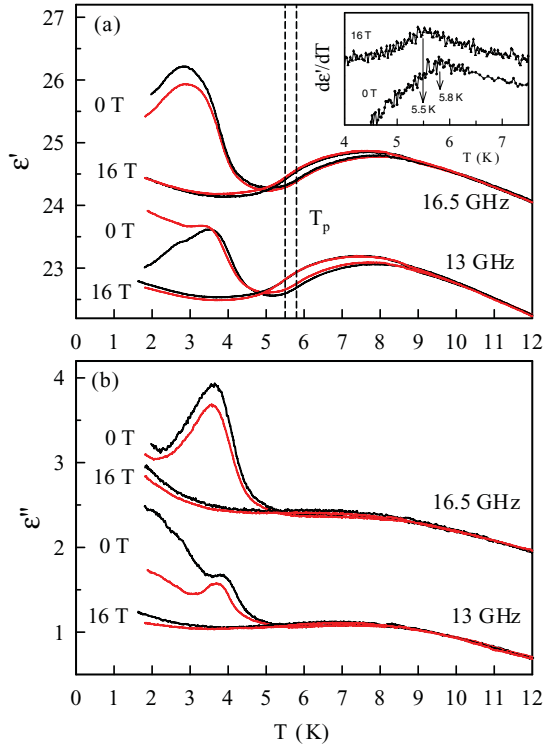 (a)
ε'
27
26
25
24
23
0 T
16 T
0 T
16 T
T_p
16.5 GHz
13 GHz
0 1 2 3 4 5 6 7 8 9 10 11 12
dε'/dT
16 T
0 T
5.5 K
5.8 K
4 5 6 7
T (K)
(b)
ε''
4
3
2
1
0 T
16 T
0 T
16 T
16.5 GHz
13 GHz
0 1 2 3 4 5 6 7 8 9 10 11 12
T (K)